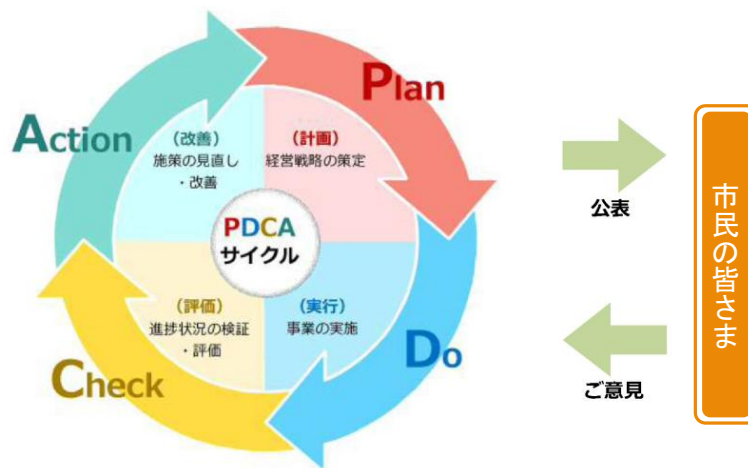 Plan
Action
(改善)
施策の見直し
・改善
(計画)
経営戦略の策定
PDCA
サイクル
(評価)
進捗状況の検証
・評価
(実行)
事業の実施
Check
Do
公表
ご意見
市民の皆さま